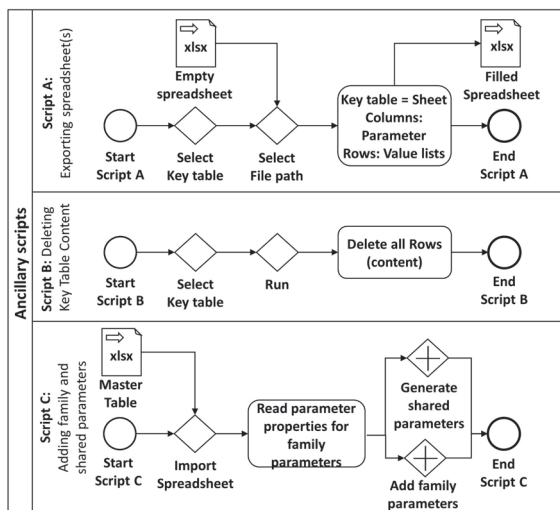 Ancillary scripts
Script A:
Exporting spreadsheet(s)
xlsx
Empty
spreadsheet
xlsx
Filled
Spreadsheet
Start
Script A
Select
Key table
Select
File path
Key table = Sheet
Columns:
Parameter
Rows: Value lists
End
Script A
Script B: Deleting
Key Table Content
Start
Script B
Select
Key table
Run
Delete all Rows
(content)
End
Script B
Script C:
Adding family and
shared parameters
xlsx
Master
Table
Start
Script C
Import
Spreadsheet
Read parameter
properties for
family
parameters
Generate
shared
parameters
Add family
parameters
End
Script C